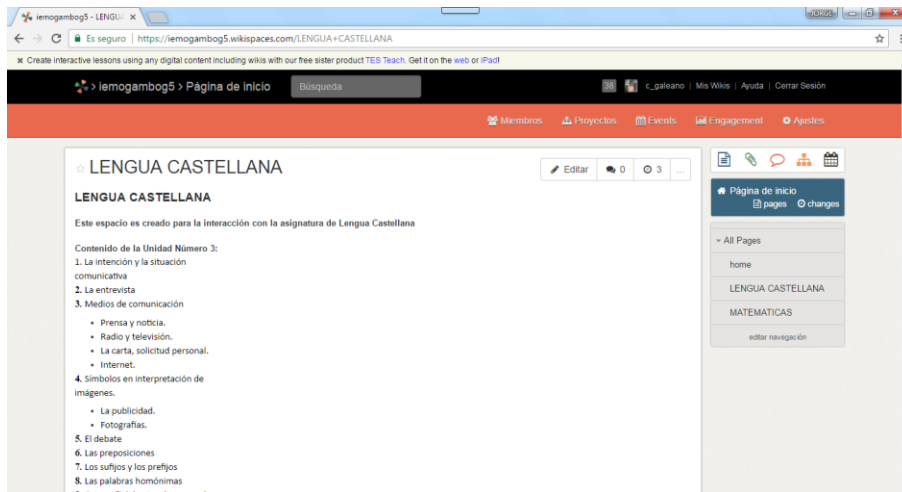 iemogambog5 - LENGU
JORGE
Es seguro | https://iemogambog5.wikispaces.com/LENGUA+CASTELLANA
Create interactive lessons using any digital content including wikis with our free sister product TES Teach. Get it on the web or iPad!
> iemogambog5 > Página de inicio
Búsqueda
38 c_galeano | Mis Wikis | Ayuda | Cerrar Sesión
Miembros Proyectos Events Engagement Ajustes
LENGUA CASTELLANA
Editar 0 3 ...
LENGUA CASTELLANA
Este espacio es creado para la interacción con la asignatura de Lengua Castellana
Contenido de la Unidad Número 3:
1. La intención y la situación
comunicativa
2. La entrevista
3. Medios de comunicación
• Prensa y noticia.
• Radio y televisión.
• La carta, solicitud personal.
• Internet.
4. Símbolos en interpretación de
imágenes.
• La publicidad.
• Fotografías.
5. El debate
6. Las preposiciones
7. Los sufijos y los prefijos
8. Las palabras homónimas
Página de inicio
pages changes
All Pages
home
LENGUA CASTELLANA
MATEMATICAS
editar navegación